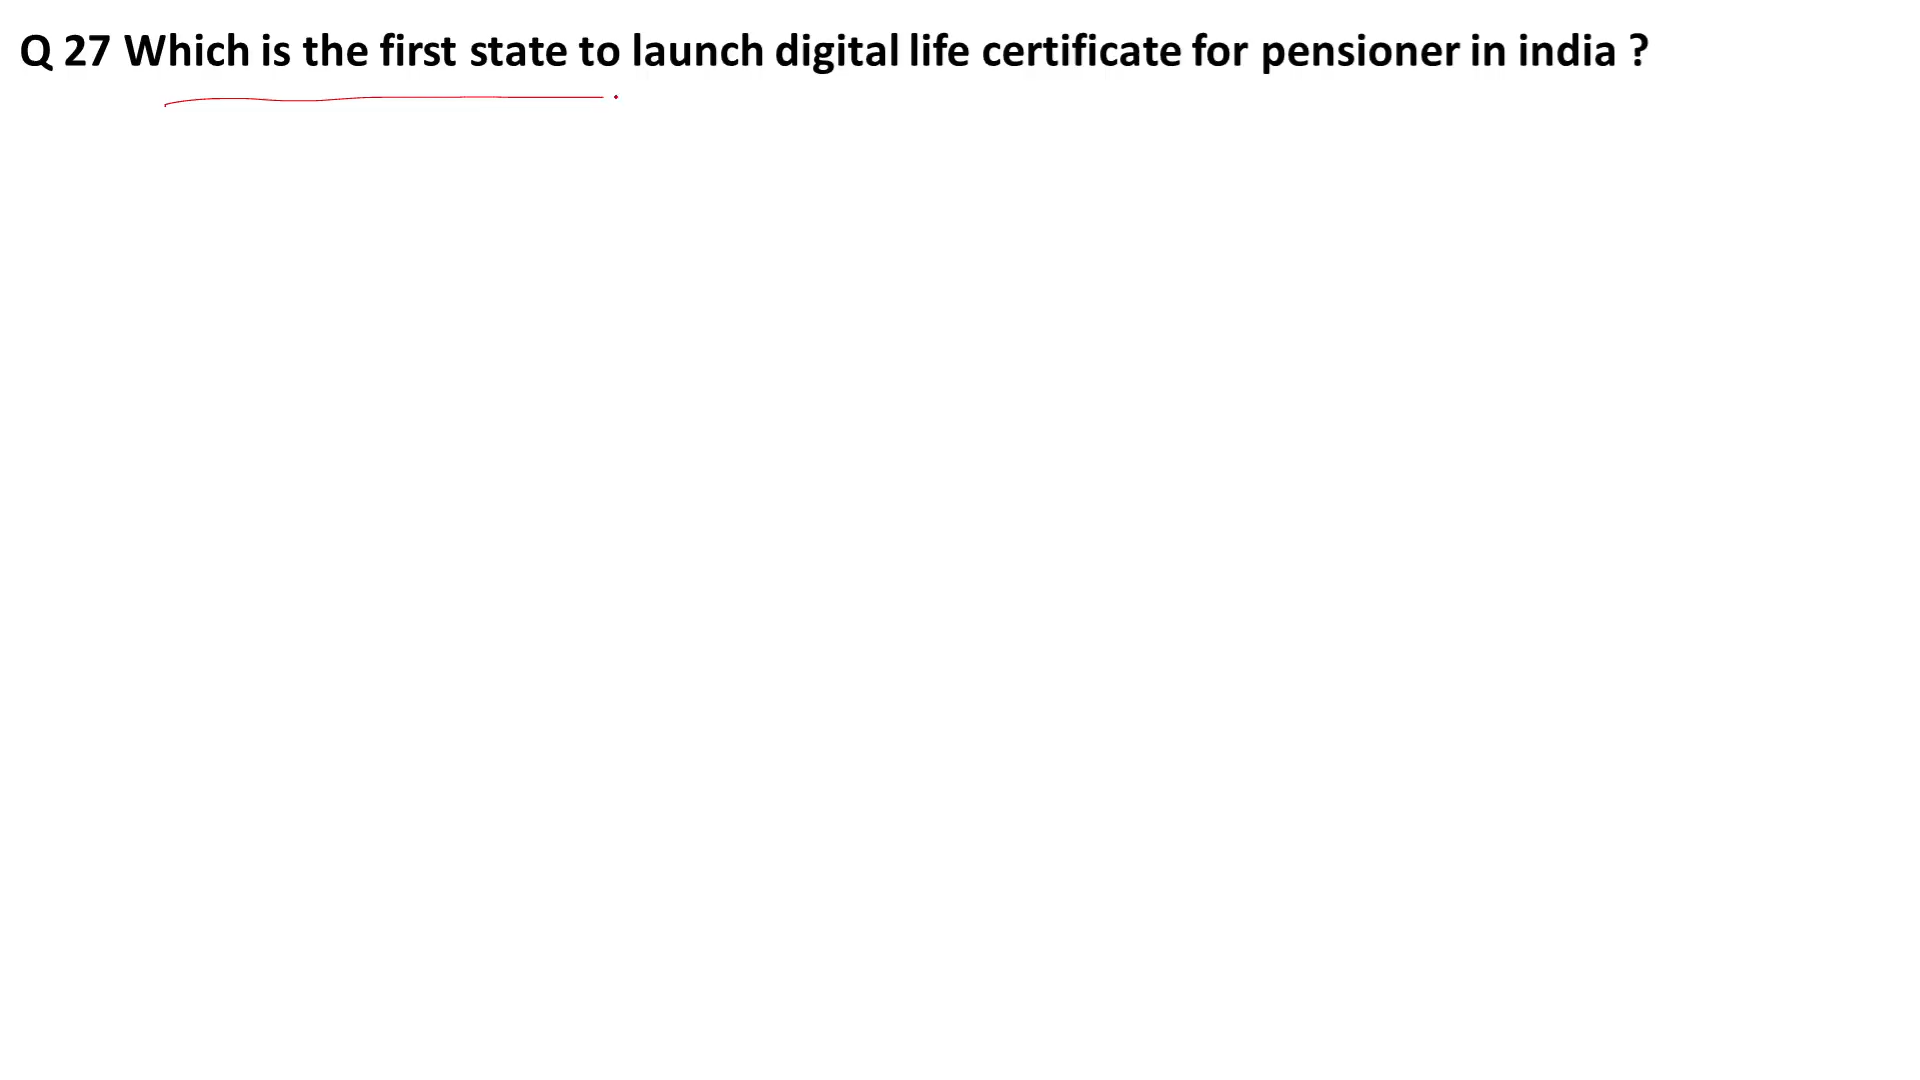 Q 27 Which is the first state to launch digital life certificate for pensioner in india ?